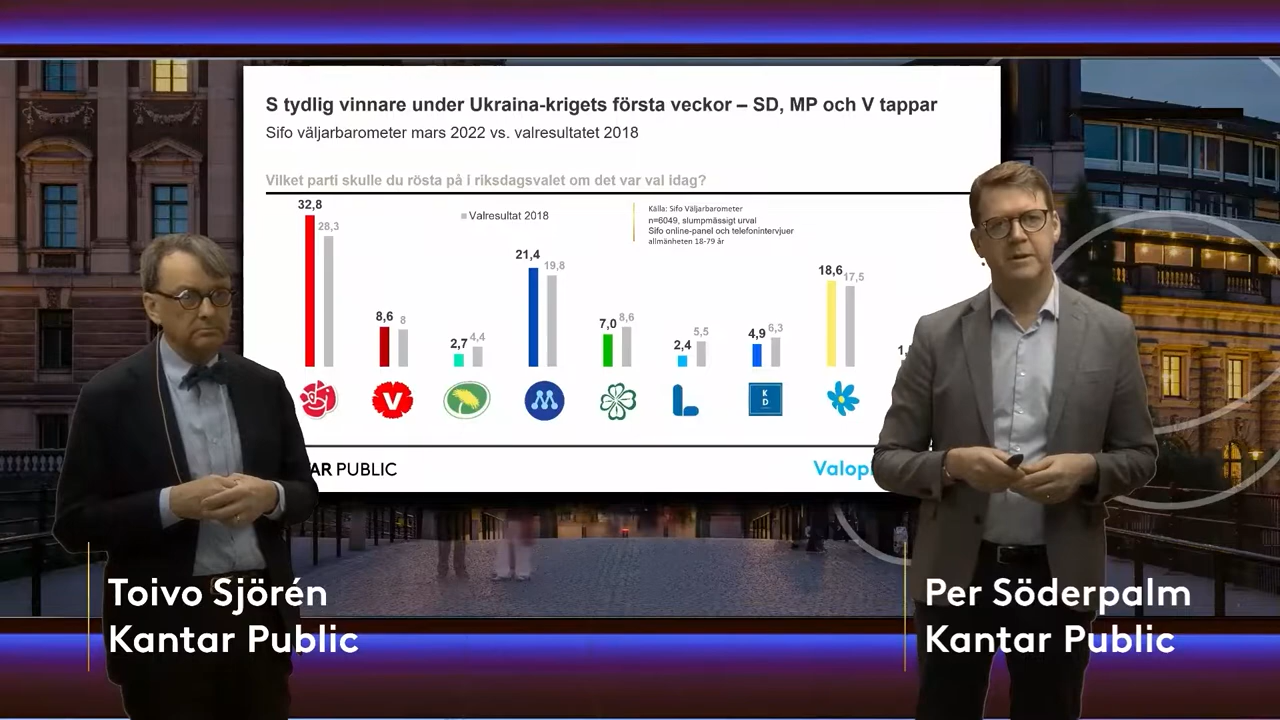 S tydlig vinnare under Ukraina-krigets första veckor – SD, MP och V tappar
Sifo väljarbarometer mars 2022 vs. valresultatet 2018
Vilket parti skulle du rösta på i riksdagsvalet om det var val idag?
32,8
28,3
8,6
8
2,7
4,4
21,4
19,8
7,0
8,6
2,4
5,5
4,9
6,3
18,6
17,5
1,
Valresultat 2018
Källa: Sifo Väljarbarometer
n=6049, slumpmässigt urval
Sifo online-panel och telefonintervjuer
allmänheten 18-79 år
V
M
L
K
D
AR PUBLIC
Valop
Toivo Sjörén
Kantar Public
Per Söderpalm
Kantar Public